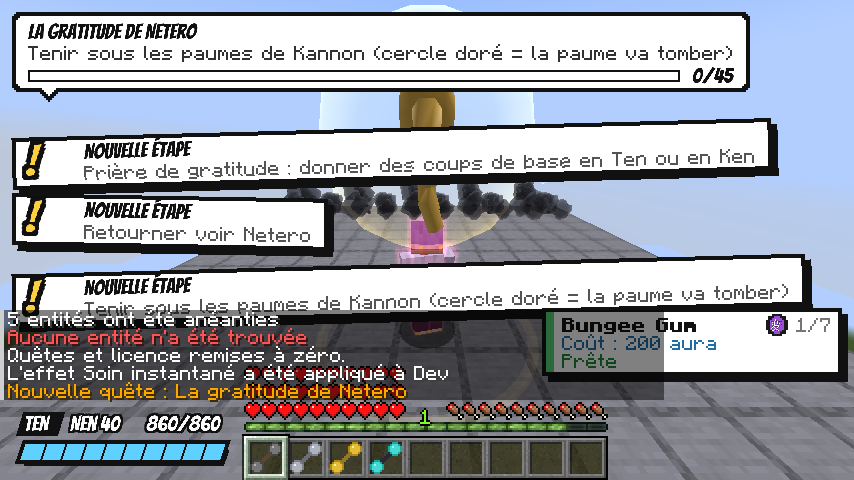 LA GRATITUDE DE NETERO
Tenir sous les paumes de Kannon (cercle doré = la paume va tomber)
0/45
NOUVELLE ÉTAPE
Prière de gratitude : donner des coups de base en Ten ou en Ken
NOUVELLE ÉTAPE
Retourner voir Netero
NOUVELLE ÉTAPE
Tenir sous les paumes de Kannon (cercle doré = la paume va tomber)
5 entités ont été anéanties
Aucune entité n'a été trouvée
Quêtes et licence remises à zéro.
L'effet Soin instantané a été appliqué à Dev
Nouvelle quête : La gratitude de Netero
Bungee Gum 1/7
Coût : 200 aura
Prête
TEN NEN 40 860/860
1